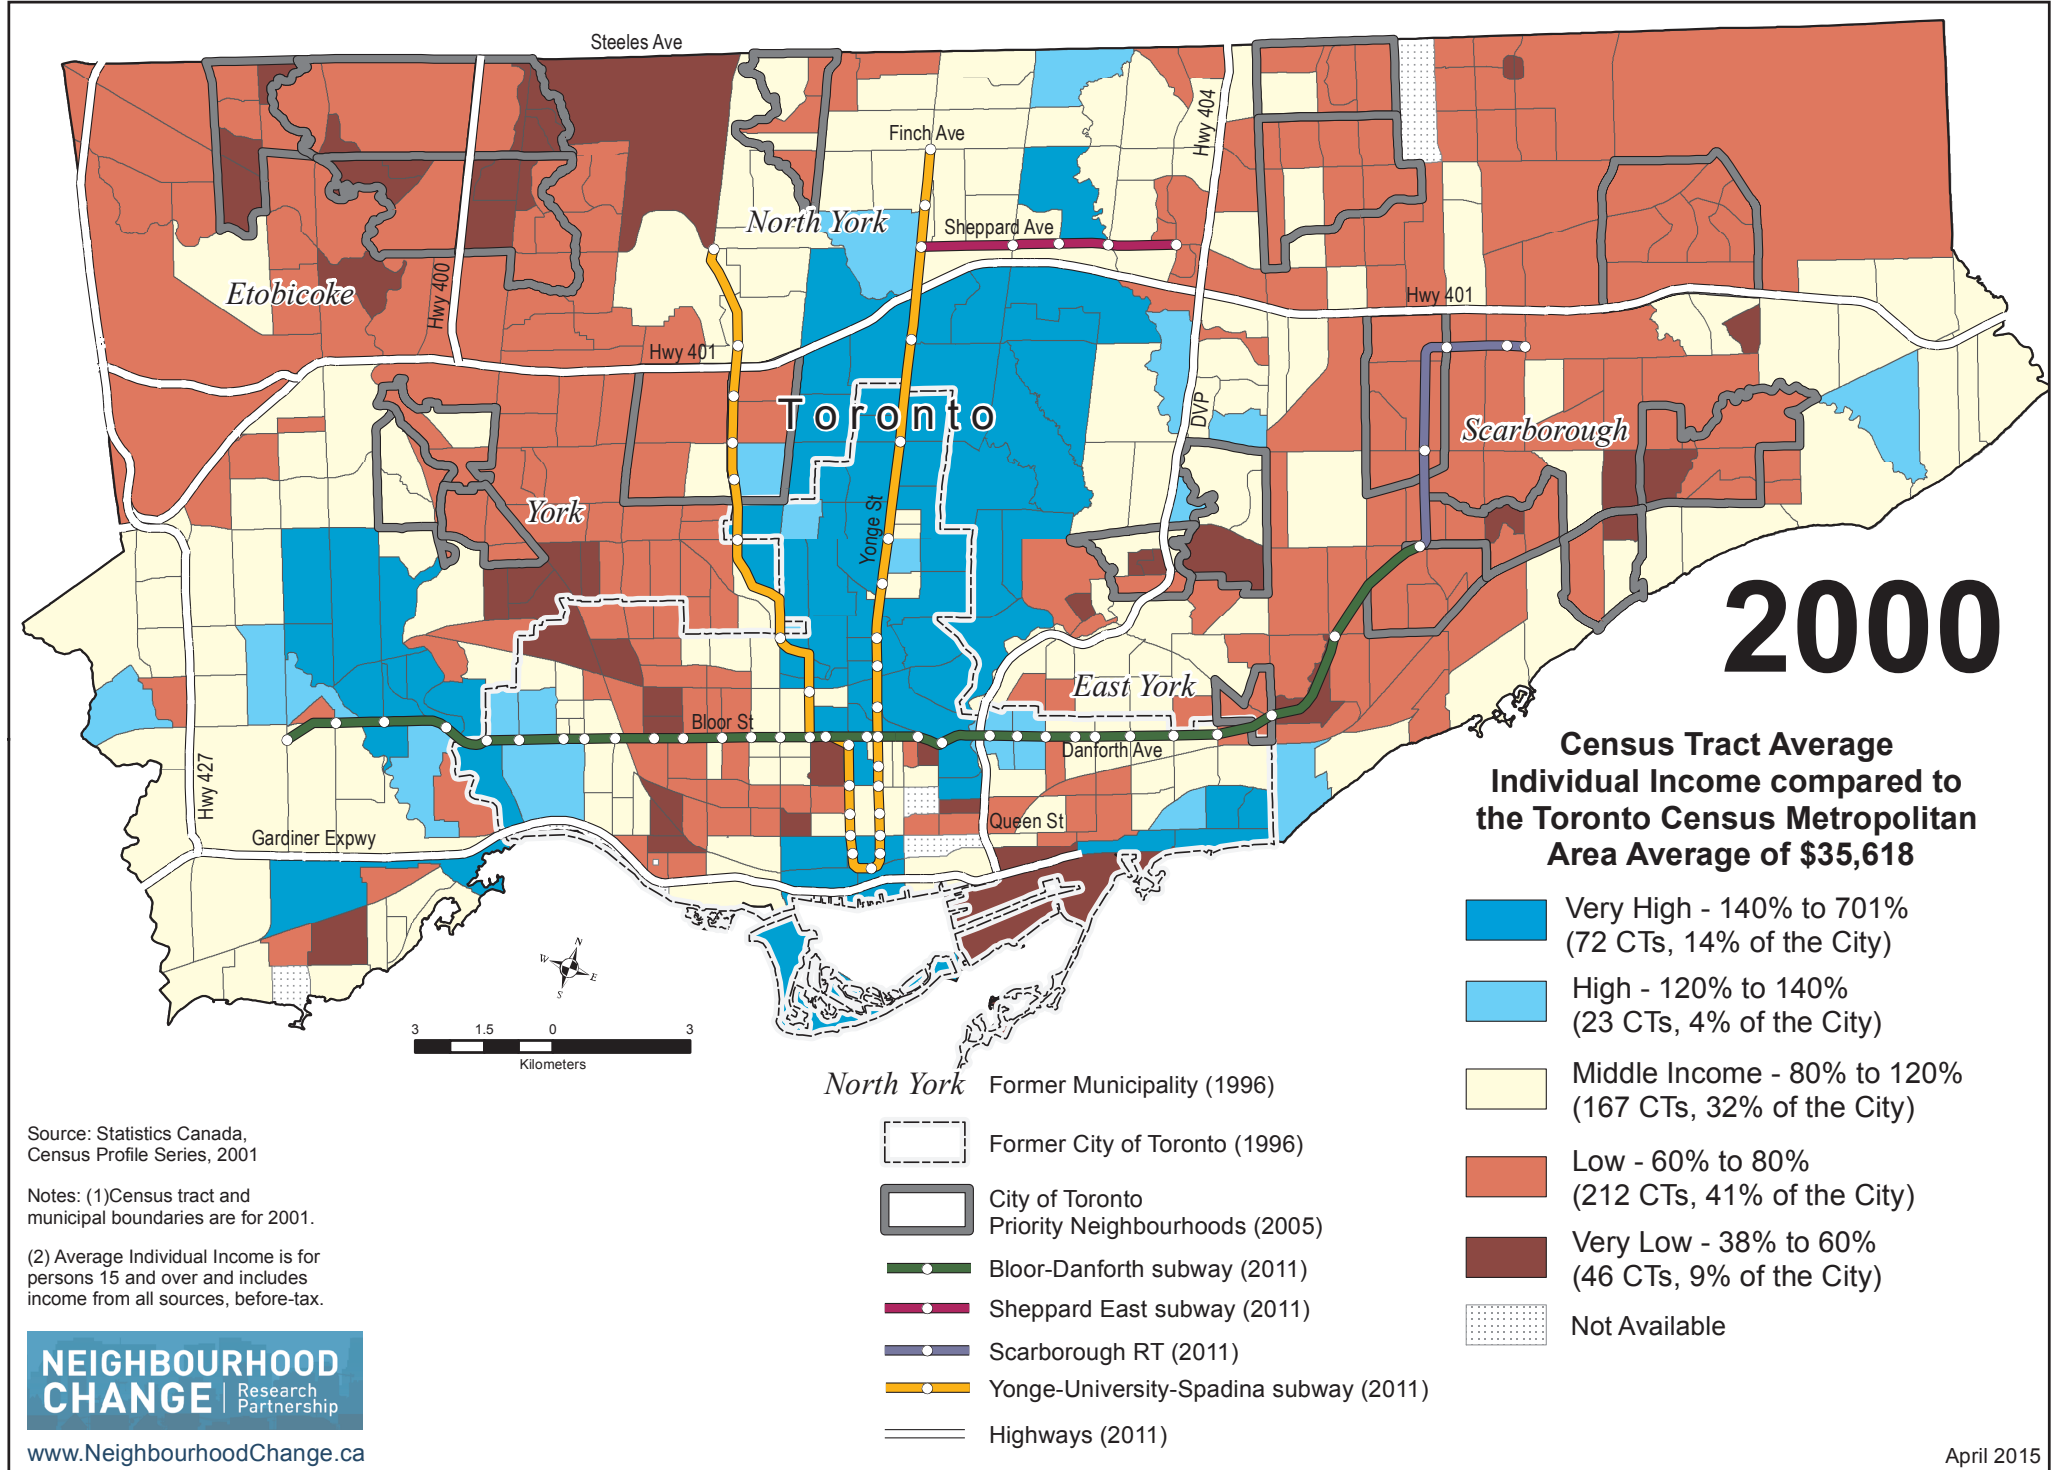 Steeles Ave
Hwy 404
Finch Ave
North York
Sheppard Ave
Etobicoke
Hwy 400
Hwy 401
Hwy 401
Toronto
DVP
Scarborough
York
Yonge St
2000
East York
Bloor St
Danforth Ave
Hwy 427
Queen St
Gardiner Expwy
N
W
E
S
3 1.5 0 3
Kilometers
Census Tract Average
Individual Income compared to
the Toronto Census Metropolitan
Area Average of $35,618
Very High - 140% to 701%
(72 CTs, 14% of the City)
High - 120% to 140%
(23 CTs, 4% of the City)
Middle Income - 80% to 120%
(167 CTs, 32% of the City)
Low - 60% to 80%
(212 CTs, 41% of the City)
Very Low - 38% to 60%
(46 CTs, 9% of the City)
Not Available
North York Former Municipality (1996)
Former City of Toronto (1996)
City of Toronto
Priority Neighbourhoods (2005)
Bloor-Danforth subway (2011)
Sheppard East subway (2011)
Scarborough RT (2011)
Yonge-University-Spadina subway (2011)
Highways (2011)
Source: Statistics Canada,
Census Profile Series, 2001
Notes: (1)Census tract and
municipal boundaries are for 2001.
(2) Average Individual Income is for
persons 15 and over and includes
income from all sources, before-tax.
NEIGHBOURHOOD
CHANGE Research
Partnership
www.NeighbourhoodChange.ca
April 2015